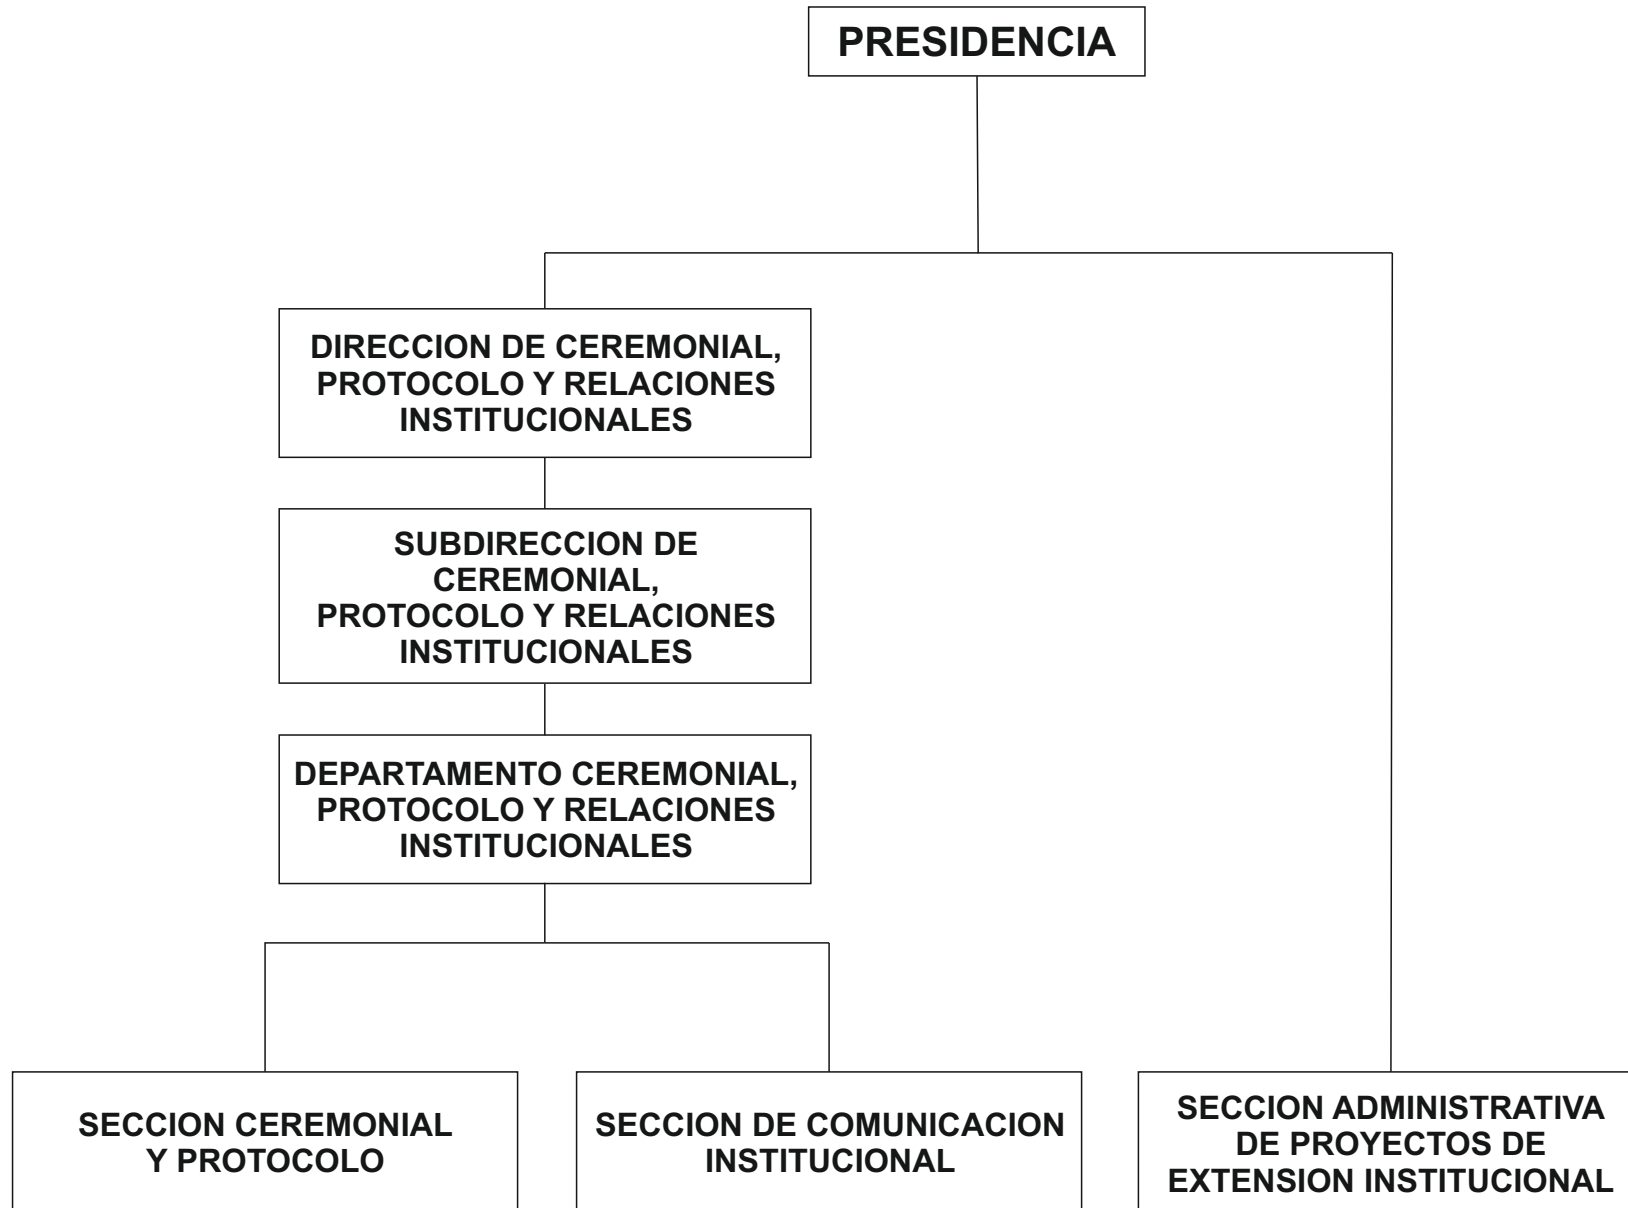 PRESIDENCIA
DIRECCION DE CEREMONIAL,
PROTOCOLO Y RELACIONES
INSTITUCIONALES
SUBDIRECCION DE
CEREMONIAL,
PROTOCOLO Y RELACIONES
INSTITUCIONALES
DEPARTAMENTO CEREMONIAL,
PROTOCOLO Y RELACIONES
INSTITUCIONALES
SECCION CEREMONIAL
Y PROTOCOLO
SECCION DE COMUNICACION
INSTITUCIONAL
SECCION ADMINISTRATIVA
DE PROYECTOS DE
EXTENSION INSTITUCIONAL